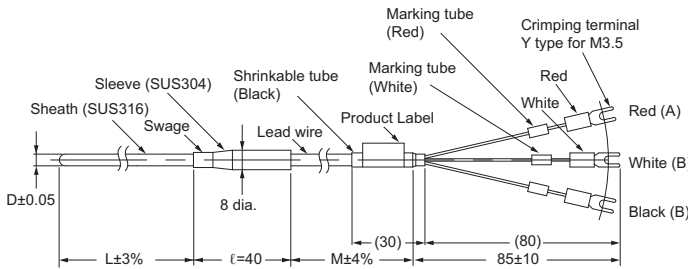 Marking tube
(Red)
Crimping terminal
Y type for M3.5
Marking tube
(White)
Red
White
Sleeve (SUS304)
Shrinkable tube
(Black)
Sheath (SUS316)
Swage
Lead wire
Product Label
Red (A)
White (B)
Black (B)
D±0.05
8 dia.
(30)
(80)
L±3%
ℓ=40
M±4%
85±10